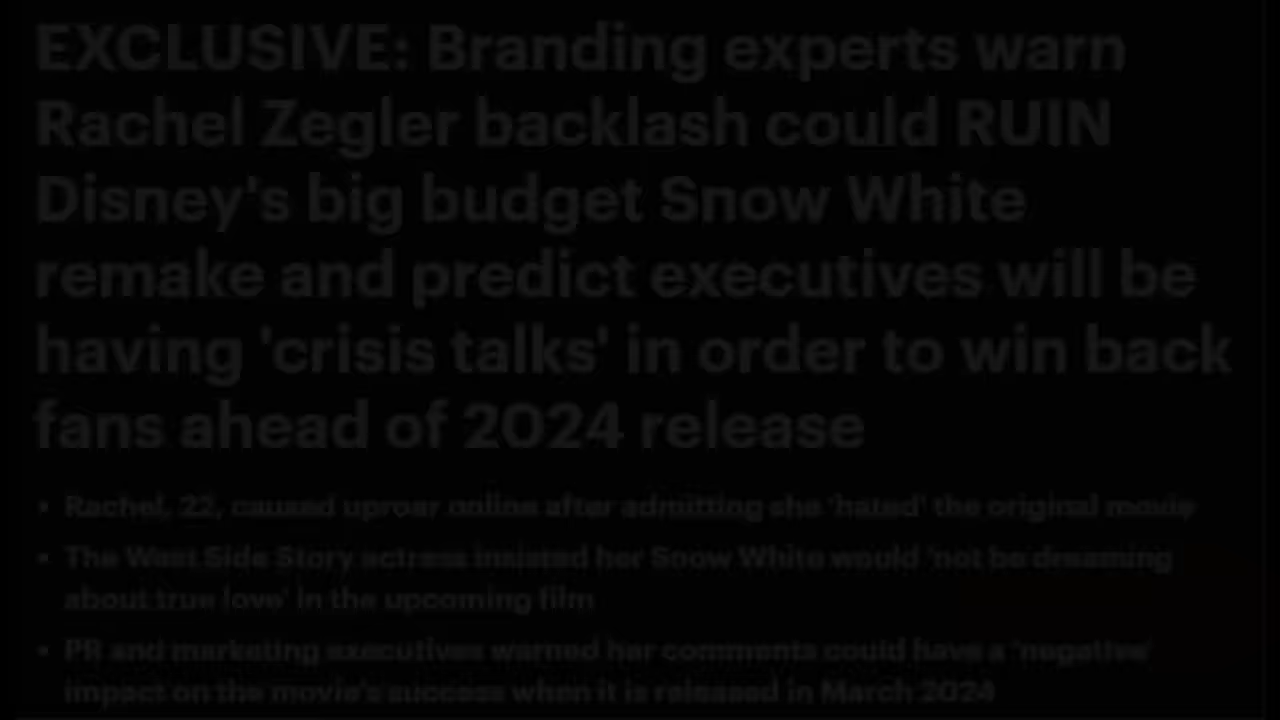 EXCLUSIVE: Branding experts warn
Rachel Zegler backlash could RUIN
Disney's big budget Snow White
remake and predict executives will be
having 'crisis talks' in order to win back
fans ahead of 2024 release
• Rachel, 22, caused uproar online after admitting she 'hated' the original movie
• The West Side Story actress insisted her Snow White would 'not be dreaming
about true love' in the upcoming film
• PR and marketing executives warned her comments could have a 'negative'
impact on the movie's success when it is released in March 2024